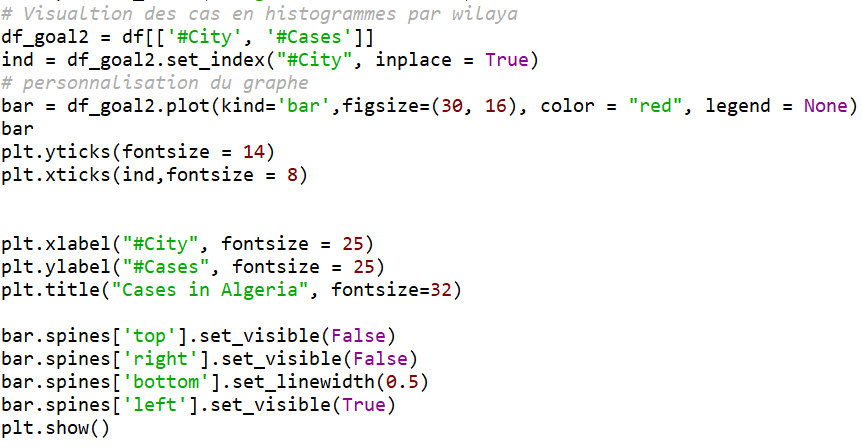 # Visualtion des cas en histogrammes par wilaya
df_goal2 = df[['#City', '#Cases']]
ind = df_goal2.set_index("#City", inplace = True)
# personnalisation du graphe
bar = df_goal2.plot(kind='bar',figsize=(30, 16), color = "red", legend = None)
bar
plt.yticks(fontsize = 14)
plt.xticks(ind,fontsize = 8)
plt.xlabel("#City", fontsize = 25)
plt.ylabel("#Cases", fontsize = 25)
plt.title("Cases in Algeria", fontsize=32)
bar.spines['top'].set_visible(False)
bar.spines['right'].set_visible(False)
bar.spines['bottom'].set_linewidth(0.5)
bar.spines['left'].set_visible(True)
plt.show()